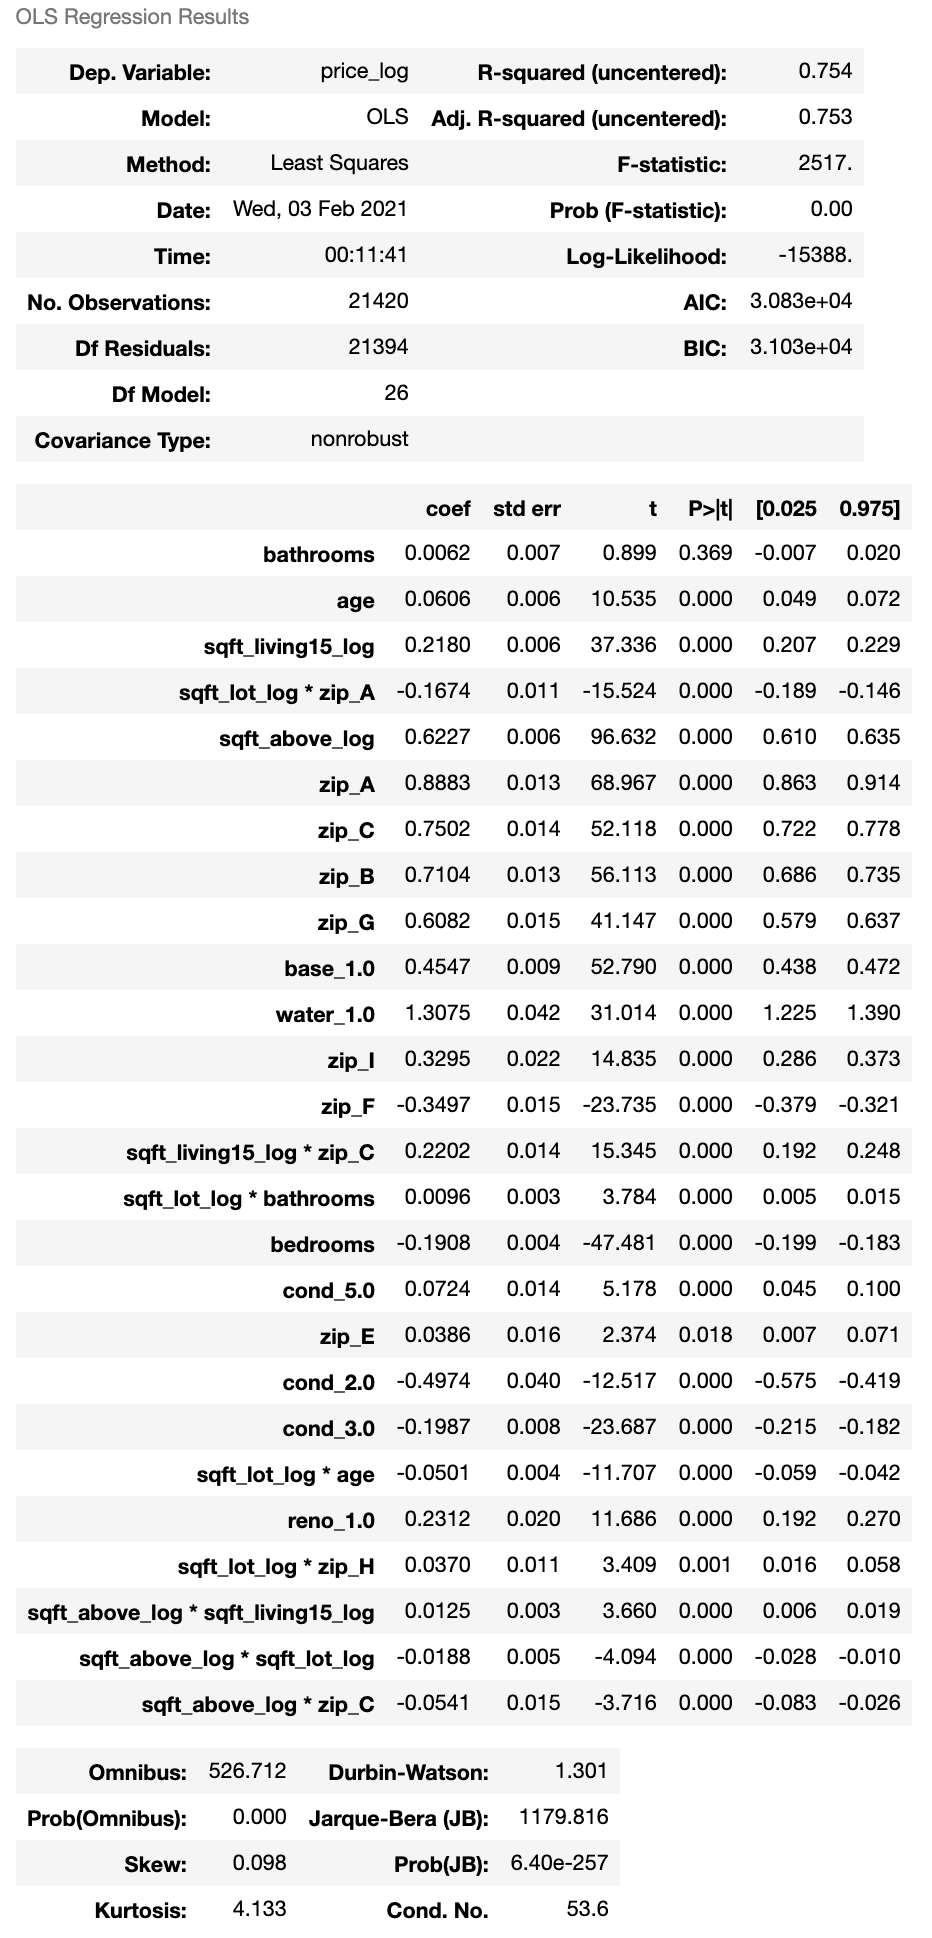 OLS Regression Results
Dep. Variable: price_log R-squared (uncentered): 0.754
Model: OLS Adj. R-squared (uncentered): 0.753
Method: Least Squares F-statistic: 2517.
Date: Wed, 03 Feb 2021 Prob (F-statistic): 0.00
Time: 00:11:41 Log-Likelihood: -15388.
No. Observations: 21420 AIC: 3.083e+04
Df Residuals: 21394 BIC: 3.103e+04
Df Model: 26
Covariance Type: nonrobust
coef std err t P>|t| [0.025 0.975]
bathrooms 0.0062 0.007 0.899 0.369 -0.007 0.020
age 0.0606 0.006 10.535 0.000 0.049 0.072
sqft_living15_log 0.2180 0.006 37.336 0.000 0.207 0.229
sqft_lot_log * zip_A -0.1674 0.011 -15.524 0.000 -0.189 -0.146
sqft_above_log 0.6227 0.006 96.632 0.000 0.610 0.635
zip_A 0.8883 0.013 68.967 0.000 0.863 0.914
zip_C 0.7502 0.014 52.118 0.000 0.722 0.778
zip_B 0.7104 0.013 56.113 0.000 0.686 0.735
zip_G 0.6082 0.015 41.147 0.000 0.579 0.637
base_1.0 0.4547 0.009 52.790 0.000 0.438 0.472
water_1.0 1.3075 0.042 31.014 0.000 1.225 1.390
zip_I 0.3295 0.022 14.835 0.000 0.286 0.373
zip_F -0.3497 0.015 -23.735 0.000 -0.379 -0.321
sqft_living15_log * zip_C 0.2202 0.014 15.345 0.000 0.192 0.248
sqft_lot_log * bathrooms 0.0096 0.003 3.784 0.000 0.005 0.015
bedrooms -0.1908 0.004 -47.481 0.000 -0.199 -0.183
cond_5.0 0.0724 0.014 5.178 0.000 0.045 0.100
zip_E 0.0386 0.016 2.374 0.018 0.007 0.071
cond_2.0 -0.4974 0.040 -12.517 0.000 -0.575 -0.419
cond_3.0 -0.1987 0.008 -23.687 0.000 -0.215 -0.182
sqft_lot_log * age -0.0501 0.004 -11.707 0.000 -0.059 -0.042
reno_1.0 0.2312 0.020 11.686 0.000 0.192 0.270
sqft_lot_log * zip_H 0.0370 0.011 3.409 0.001 0.016 0.058
sqft_above_log * sqft_living15_log 0.0125 0.003 3.660 0.000 0.006 0.019
sqft_above_log * sqft_lot_log -0.0188 0.005 -4.094 0.000 -0.028 -0.010
sqft_above_log * zip_C -0.0541 0.015 -3.716 0.000 -0.083 -0.026
Omnibus: 526.712 Durbin-Watson: 1.301
Prob(Omnibus): 0.000 Jarque-Bera (JB): 1179.816
Skew: 0.098 Prob(JB): 6.40e-257
Kurtosis: 4.133 Cond. No. 53.6